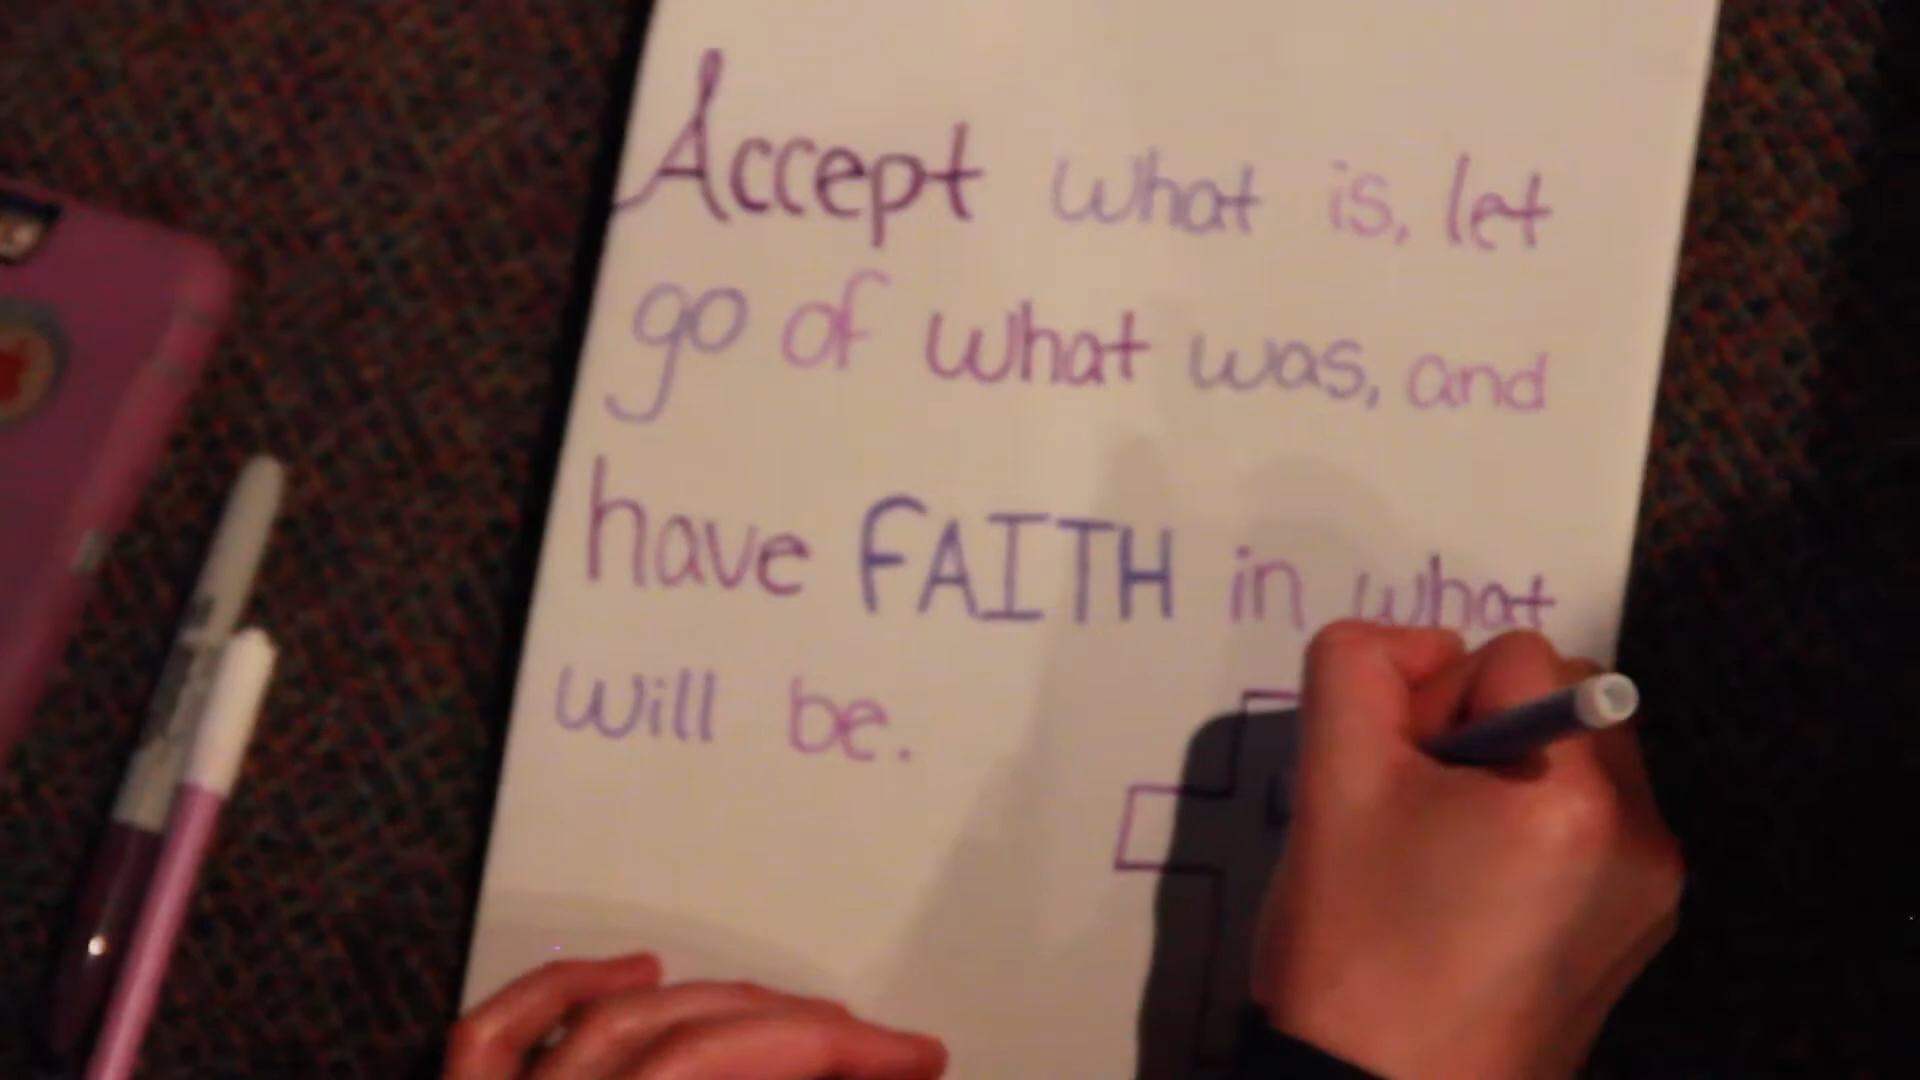 Accept what is, let
go of what was, and
have FAITH in what
will be.